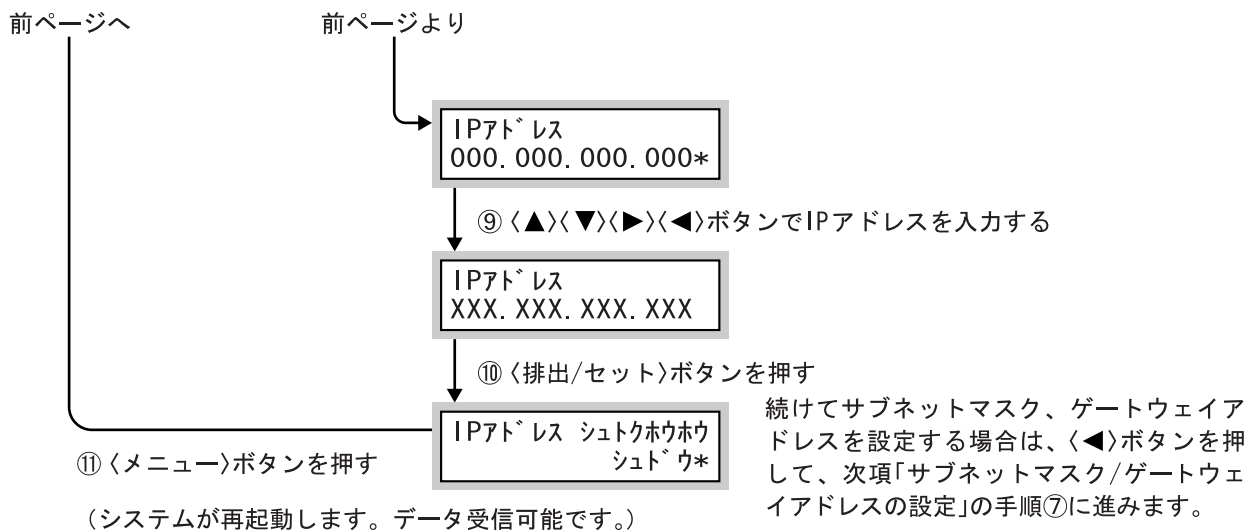 前ページへ
前ページより
IPｱﾄﾞﾚｽ
000.000.000.000*
⑨〈▲〉〈▼〉〈▶〉〈◀〉ボタンでIPアドレスを入力する
IPｱﾄﾞﾚｽ
XXX.XXX.XXX.XXX
⑩〈排出/セット〉ボタンを押す
IPｱﾄﾞﾚｽ ｼｭﾄｸﾎｳﾎｳ
ｼｭﾄﾞｳ*
⑪〈メニュー〉ボタンを押す
（システムが再起動します。データ受信可能です。）
続けてサブネットマスク、ゲートウェイア
ドレスを設定する場合は、〈◀〉ボタンを押
して、次項「サブネットマスク/ゲートウェ
イアドレスの設定」の手順⑦に進みます。